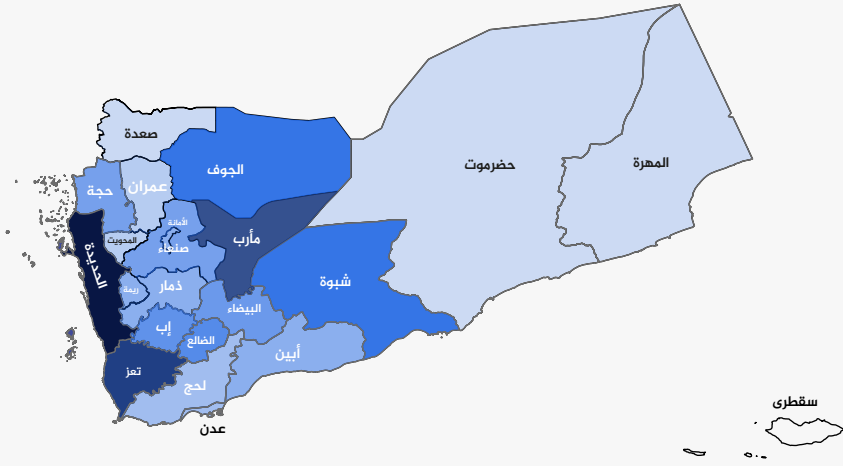 صعدة
الجوف
حضرموت
المهرة
حجة
عمران
الأمانة
المحويت
صنعاء
مأرب
الحديدة
ريمة
ذمار
البيضاء
شبوة
إب
الضالع
تعز
أبين
لحج
عدن
سقطرى